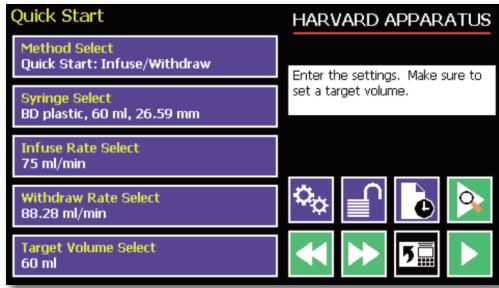 Quick Start
Method Select
Quick Start: Infuse/Withdraw
Syringe Select
BD plastic, 60 ml, 26.59 mm
Infuse Rate Select
75 ml/min
Withdraw Rate Select
88.28 ml/min
Target Volume Select
60 ml
HARVARD APPARATUS
Enter the settings. Make sure to
set a target volume.